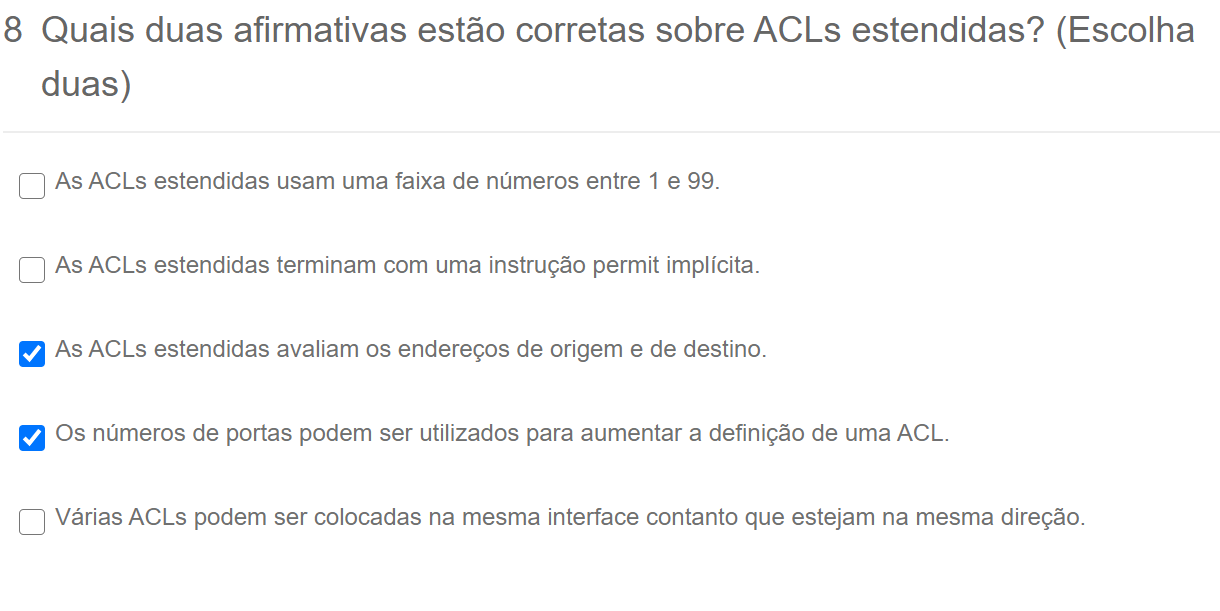 8 Quais duas afirmativas estão corretas sobre ACLs estendidas? (Escolha
duas)
As ACLs estendidas usam uma faixa de números entre 1 e 99.
As ACLs estendidas terminam com uma instrução permit implícita.
As ACLs estendidas avaliam os endereços de origem e de destino.
Os números de portas podem ser utilizados para aumentar a definição de uma ACL.
Várias ACLs podem ser colocadas na mesma interface contanto que estejam na mesma direção.